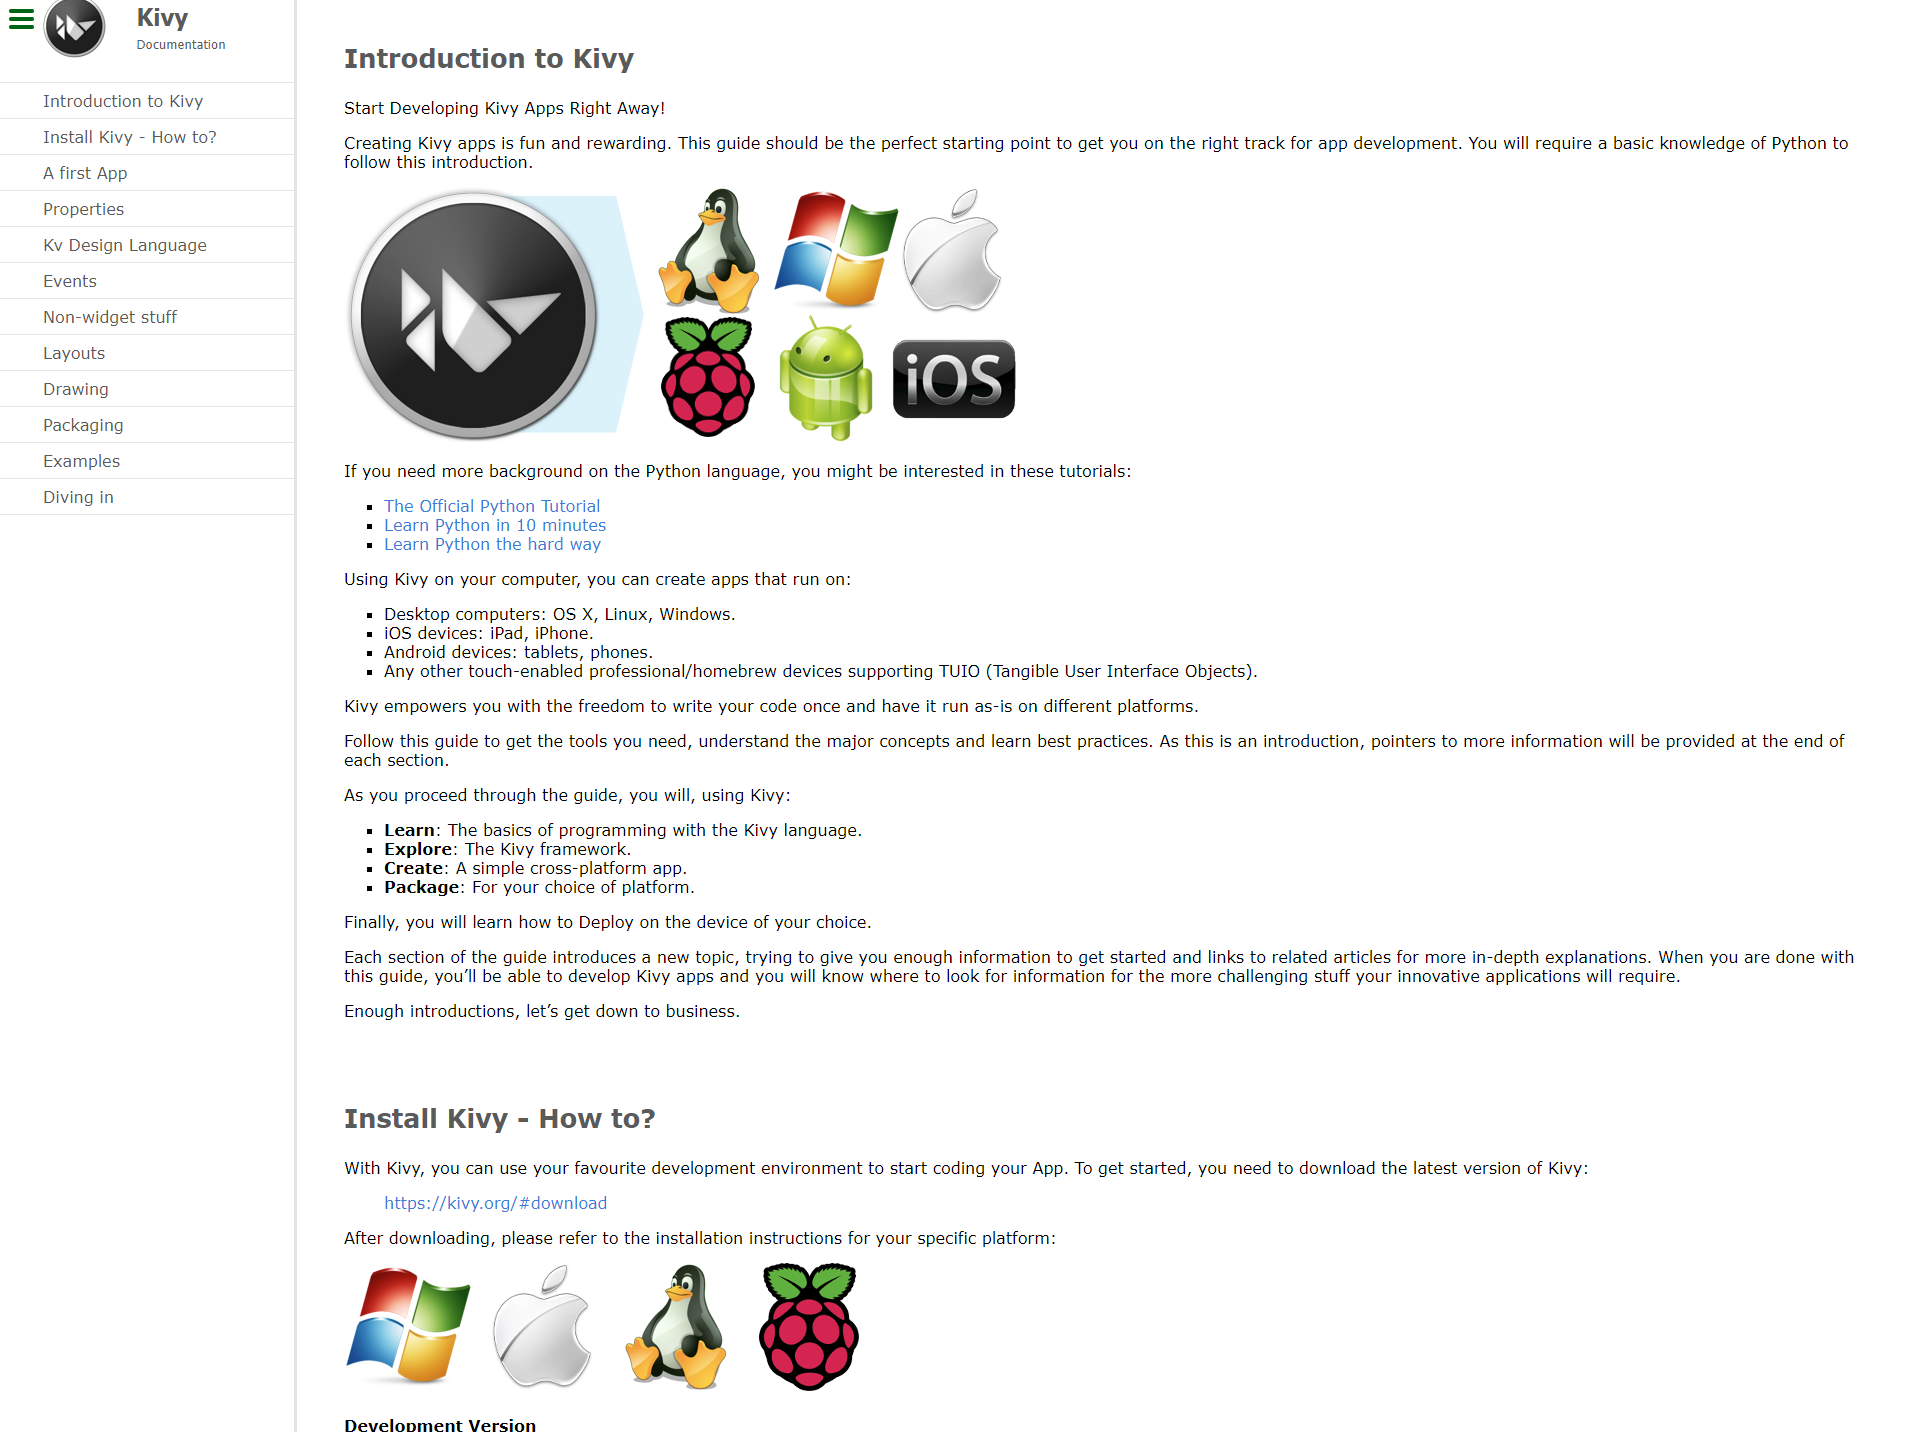 Kivy
Documentation
Introduction to Kivy
Install Kivy - How to?
A first App
Properties
Kv Design Language
Events
Non-widget stuff
Layouts
Drawing
Packaging
Examples
Diving in
Introduction to Kivy
Start Developing Kivy Apps Right Away!
Creating Kivy apps is fun and rewarding. This guide should be the perfect starting point to get you on the right track for app development. You will require a basic knowledge of Python to
follow this introduction.
iOS
If you need more background on the Python language, you might be interested in these tutorials:
The Official Python Tutorial
Learn Python in 10 minutes
Learn Python the hard way
Using Kivy on your computer, you can create apps that run on:
Desktop computers: OS X, Linux, Windows.
iOS devices: iPad, iPhone.
Android devices: tablets, phones.
Any other touch-enabled professional/homebrew devices supporting TUIO (Tangible User Interface Objects).
Kivy empowers you with the freedom to write your code once and have it run as-is on different platforms.
Follow this guide to get the tools you need, understand the major concepts and learn best practices. As this is an introduction, pointers to more information will be provided at the end of
each section.
As you proceed through the guide, you will, using Kivy:
Learn: The basics of programming with the Kivy language.
Explore: The Kivy framework.
Create: A simple cross-platform app.
Package: For your choice of platform.
Finally, you will learn how to Deploy on the device of your choice.
Each section of the guide introduces a new topic, trying to give you enough information to get started and links to related articles for more in-depth explanations. When you are done with
this guide, you’ll be able to develop Kivy apps and you will know where to look for information for the more challenging stuff your innovative applications will require.
Enough introductions, let’s get down to business.
Install Kivy - How to?
With Kivy, you can use your favourite development environment to start coding your App. To get started, you need to download the latest version of Kivy:
https://kivy.org/#download
After downloading, please refer to the installation instructions for your specific platform:
Development Version